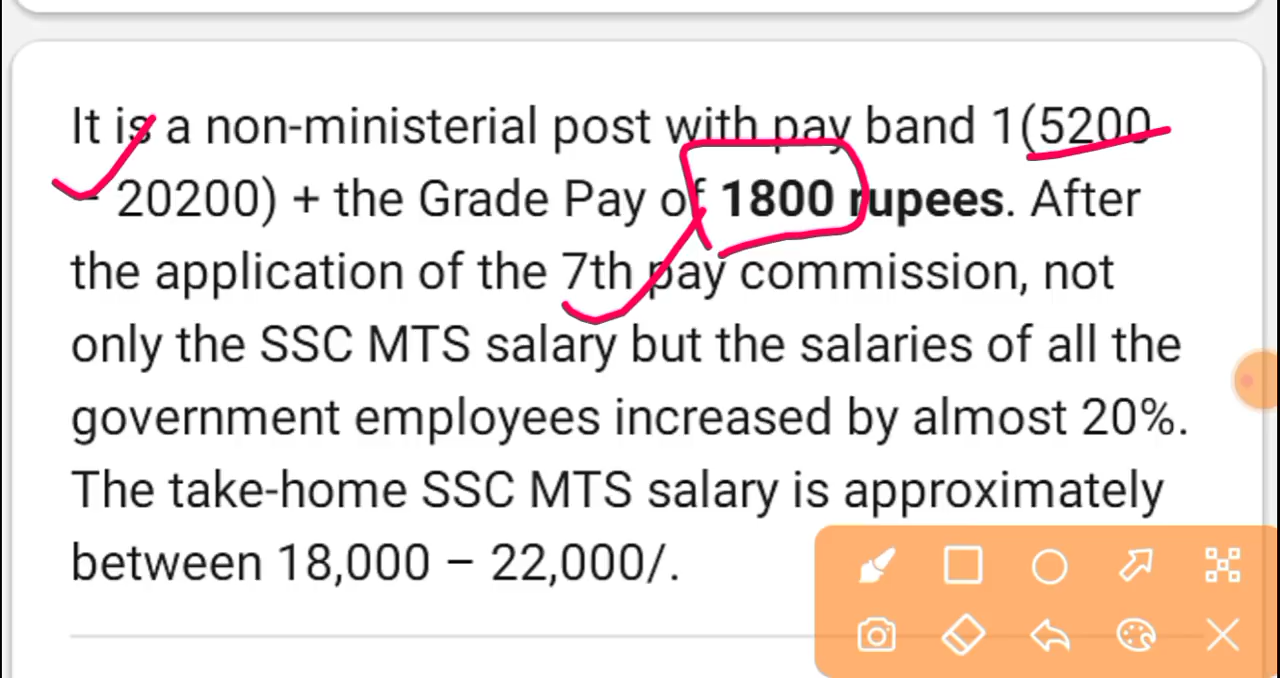 It is a non-ministerial post with pay band 1(5200
– 20200) + the Grade Pay of 1800 rupees. After
the application of the 7th pay commission, not
only the SSC MTS salary but the salaries of all the
government employees increased by almost 20%.
The take-home SSC MTS salary is approximately
between 18,000 – 22,000/.